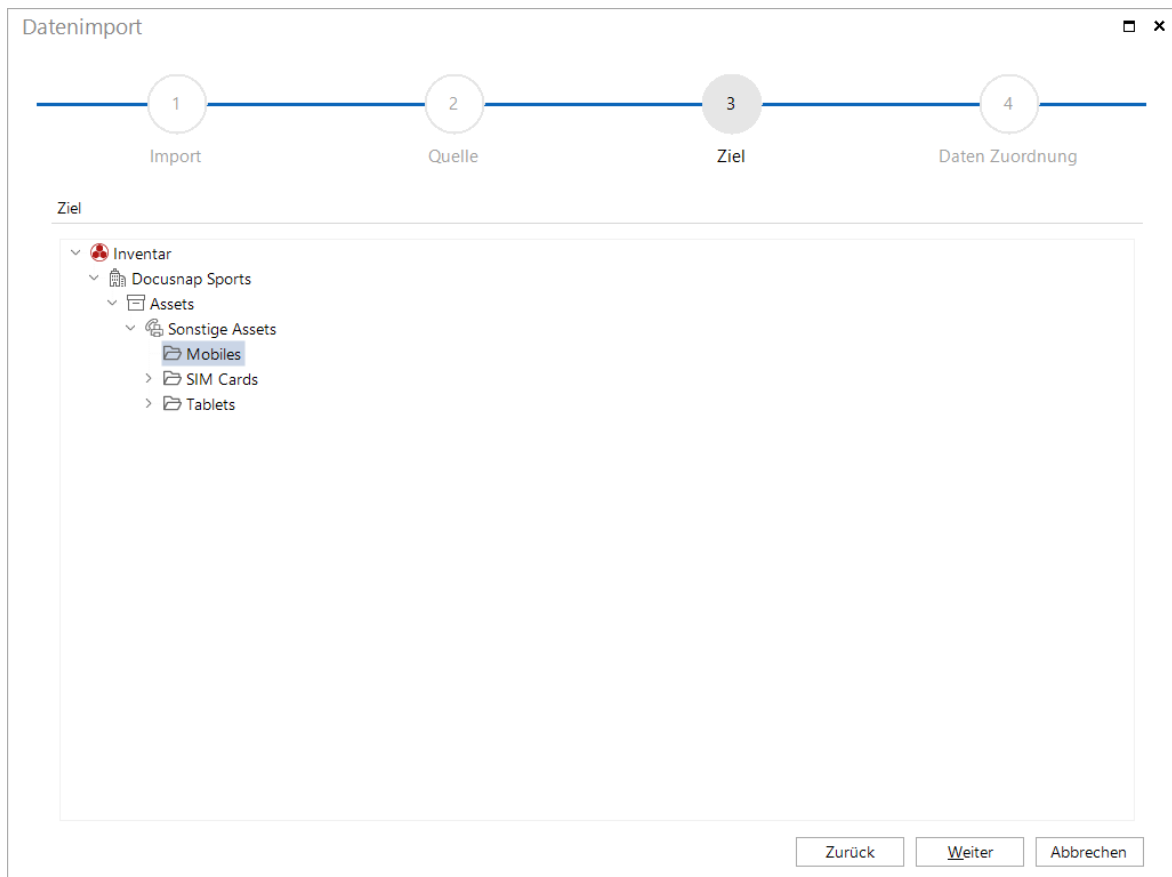 Datenimport
1 2 3 4
Import Quelle Ziel Daten Zuordnung
Ziel
Inventar
Docusnap Sports
Assets
Sonstige Assets
Mobiles
SIM Cards
Tablets
Zurück Weiter Abbrechen